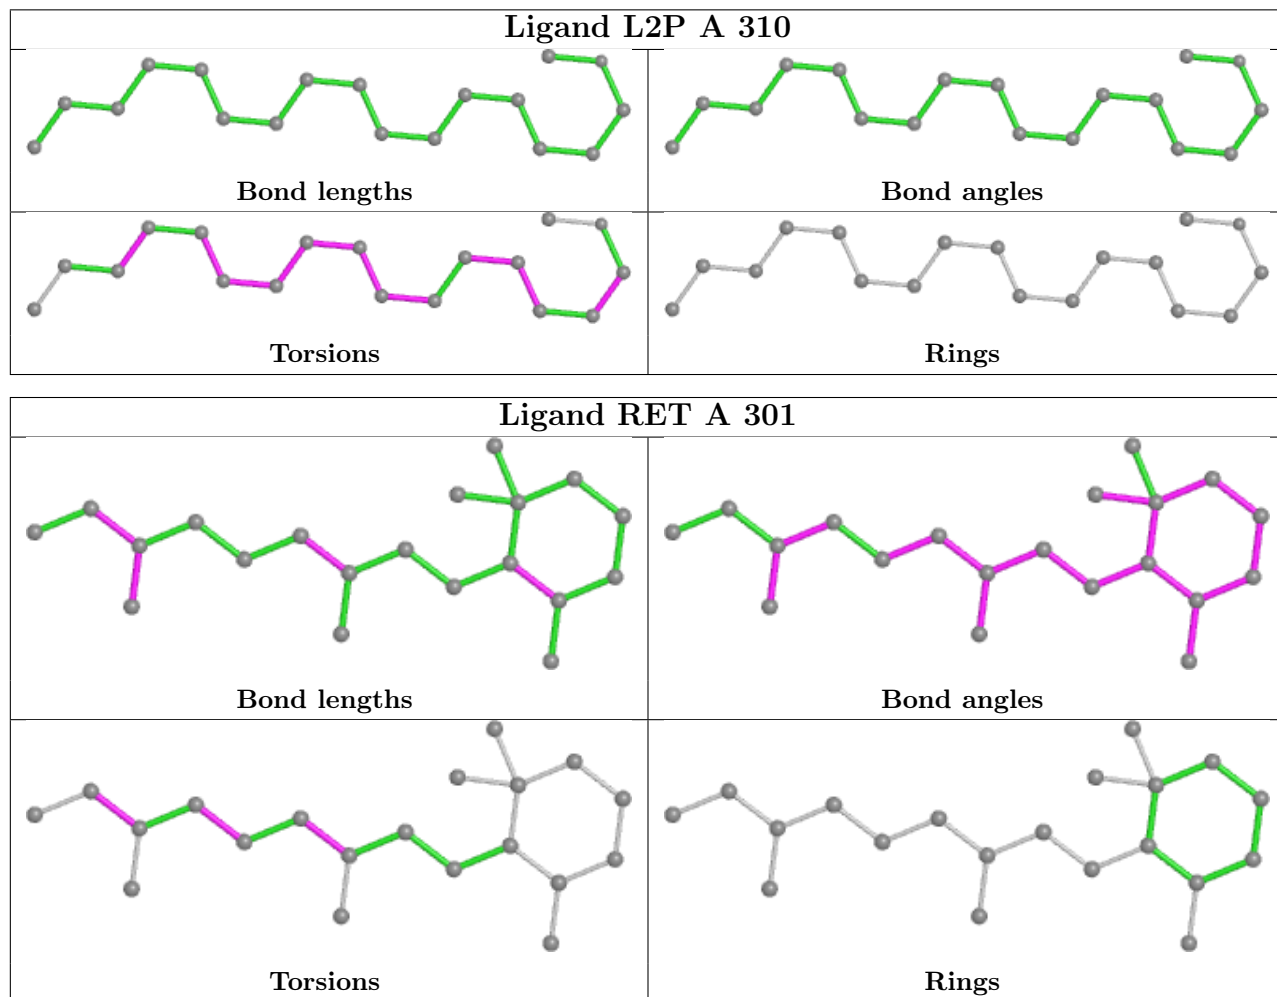 Ligand L2P A 310
Bond lengths
Bond angles
Torsions
Rings
Ligand RET A 301
Bond lengths
Bond angles
Torsions
Rings